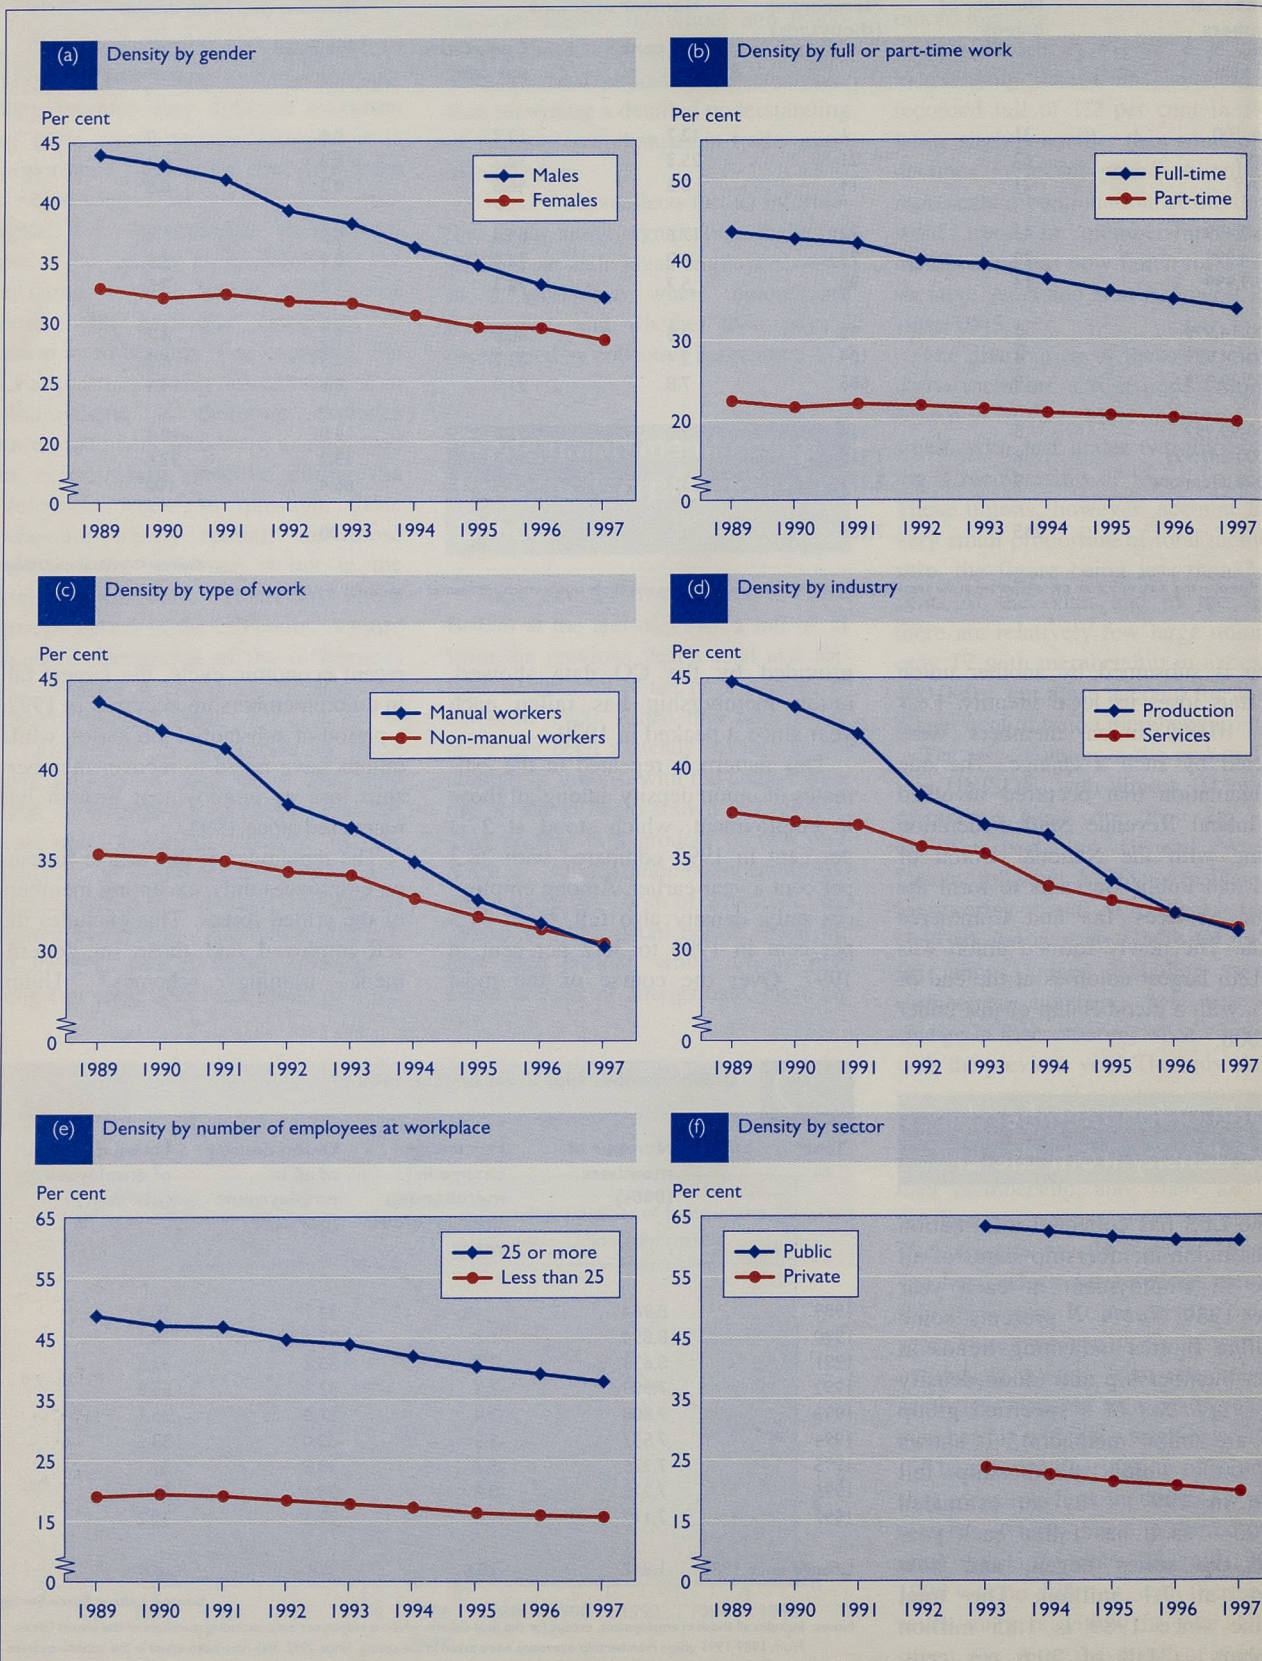 (a) Density by gender
Per cent
45
40
35
30
25
20
0
Males
Females
1989 1990 1991 1992 1993 1994 1995 1996 1997
(b) Density by full or part-time work
Per cent
50
40
30
20
0
Full-time
Part-time
1989 1990 1991 1992 1993 1994 1995 1996 1997
(c) Density by type of work
Per cent
45
40
35
30
0
Manual workers
Non-manual workers
1989 1990 1991 1992 1993 1994 1995 1996 1997
(d) Density by industry
Per cent
45
40
35
30
0
Production
Services
1989 1990 1991 1992 1993 1994 1995 1996 1997
(e) Density by number of employees at workplace
Per cent
65
55
45
35
25
15
0
25 or more
Less than 25
1989 1990 1991 1992 1993 1994 1995 1996 1997
(f) Density by sector
Per cent
65
55
45
35
25
15
0
Public
Private
1989 1990 1991 1992 1993 1994 1995 1996 1997